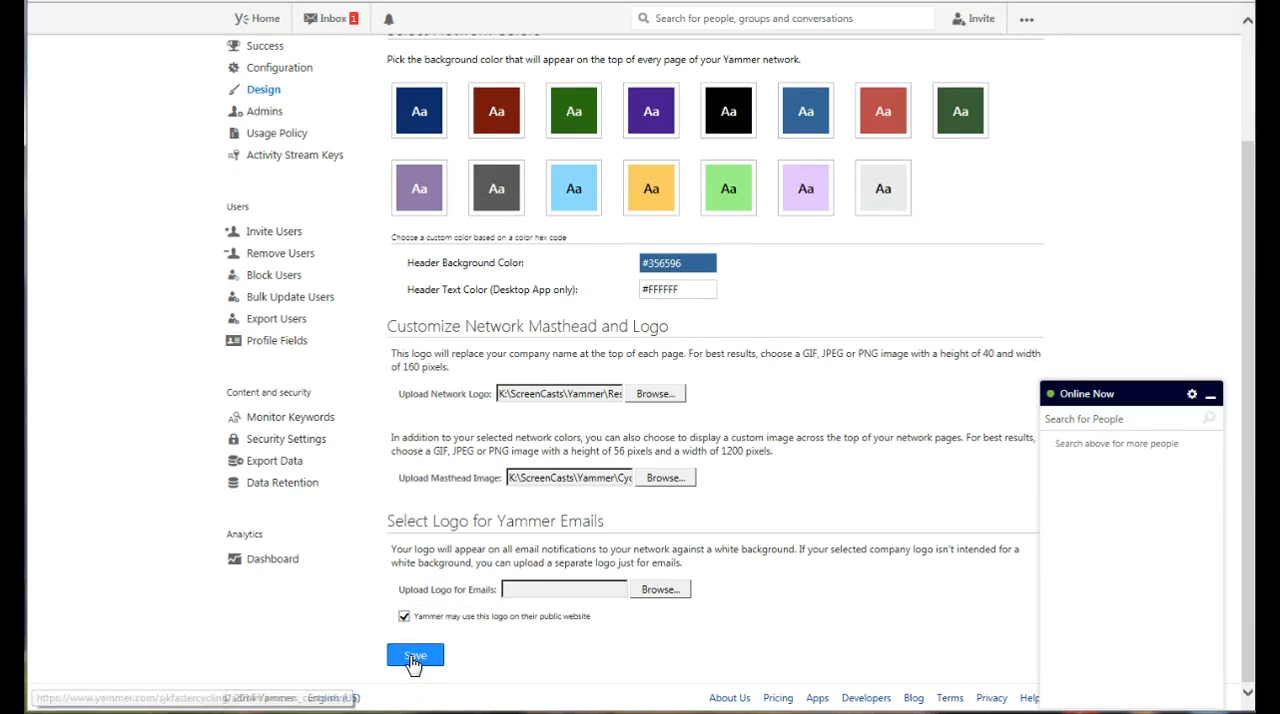 Home
Inbox 1
Search for people, groups and conversations
Invite
Success
Configuration
Design
Admins
Usage Policy
Activity Stream Keys
Users
Invite Users
Remove Users
Block Users
Bulk Update Users
Export Users
Profile Fields
Content and security
Monitor Keywords
Security Settings
Export Data
Data Retention
Analytics
Dashboard
Select Network Colors
Pick the background color that will appear on the top of every page of your Yammer network.
Aa Aa Aa Aa Aa Aa Aa Aa
Aa Aa Aa Aa Aa Aa Aa
Choose a custom color based on a color hex code
Header Background Color: #356596
Header Text Color (Desktop App only): #FFFFFF
Customize Network Masthead and Logo
This logo will replace your company name at the top of each page. For best results, choose a GIF, JPEG or PNG image with a height of 40 and width
of 160 pixels.
Upload Network Logo: K:\ScreenCasts\Yammer\Res Browse...
In addition to your selected network colors, you can also choose to display a custom image across the top of your network pages. For best results,
choose a GIF, JPEG or PNG image with a height of 56 pixels and a width of 1200 pixels.
Upload Masthead Image: K:\ScreenCasts\Yammer\Cyc Browse...
Select Logo for Yammer Emails
Your logo will appear on all email notifications to your network against a white background. If your selected company logo isn't intended for a
white background, you can upload a separate logo just for emails.
Upload Logo for Emails: Browse...
Yammer may use this logo on their public website
Save
Online Now
Search for People
Search above for more people
© 2014 Yammer English (US)
About Us Pricing Apps Developers Blog Terms Privacy Help